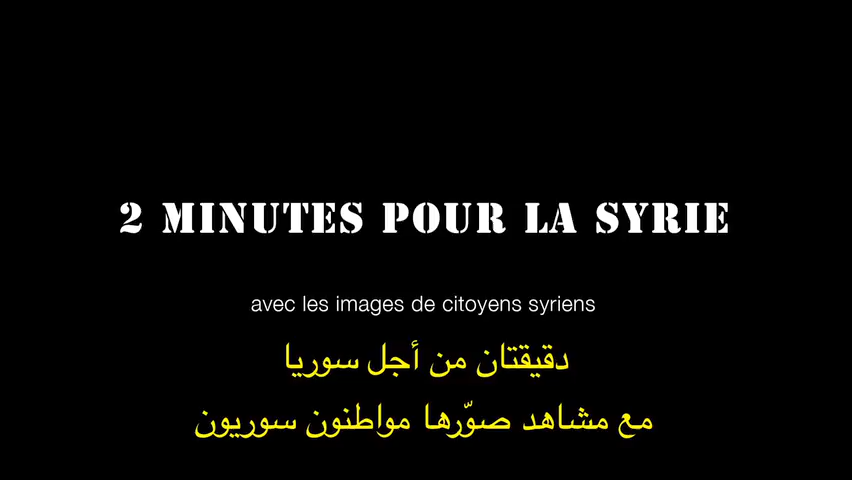 2 MINUTES POUR LA SYRIE
avec les images de citoyens syriens
دقيقتان من أجل سوريا
مع مشاهد صوّرها مواطنون سوريون